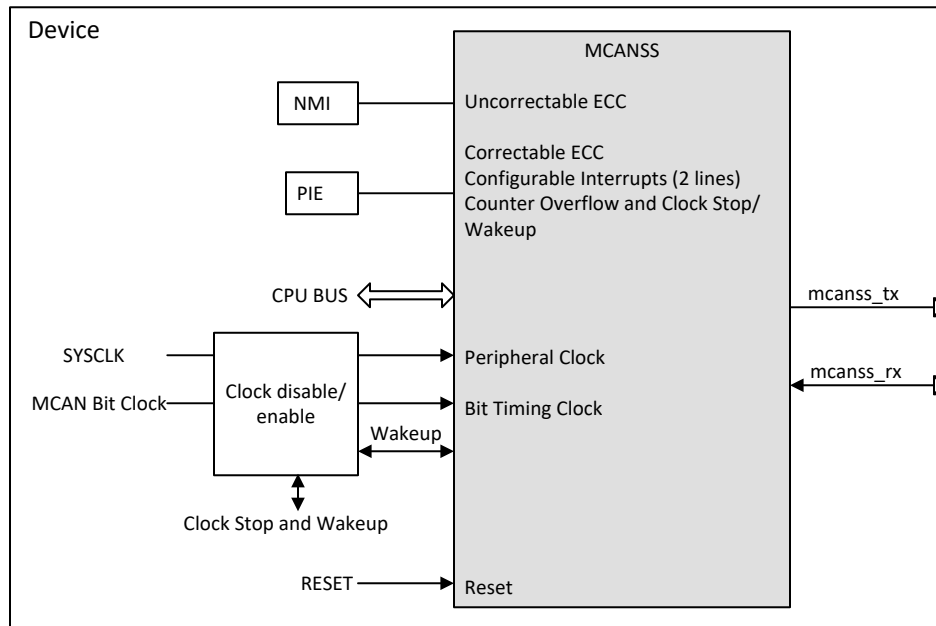 Device
MCANSS
NMI
Uncorrectable ECC
Correctable ECC
PIE
Configurable Interrupts (2 lines)
Counter Overflow and Clock Stop/
Wakeup
CPU BUS
mcanss_tx
SYSCLK
Peripheral Clock
mcanss_rx
MCAN Bit Clock
Clock disable/
enable
Bit Timing Clock
Wakeup
Clock Stop and Wakeup
RESET
Reset